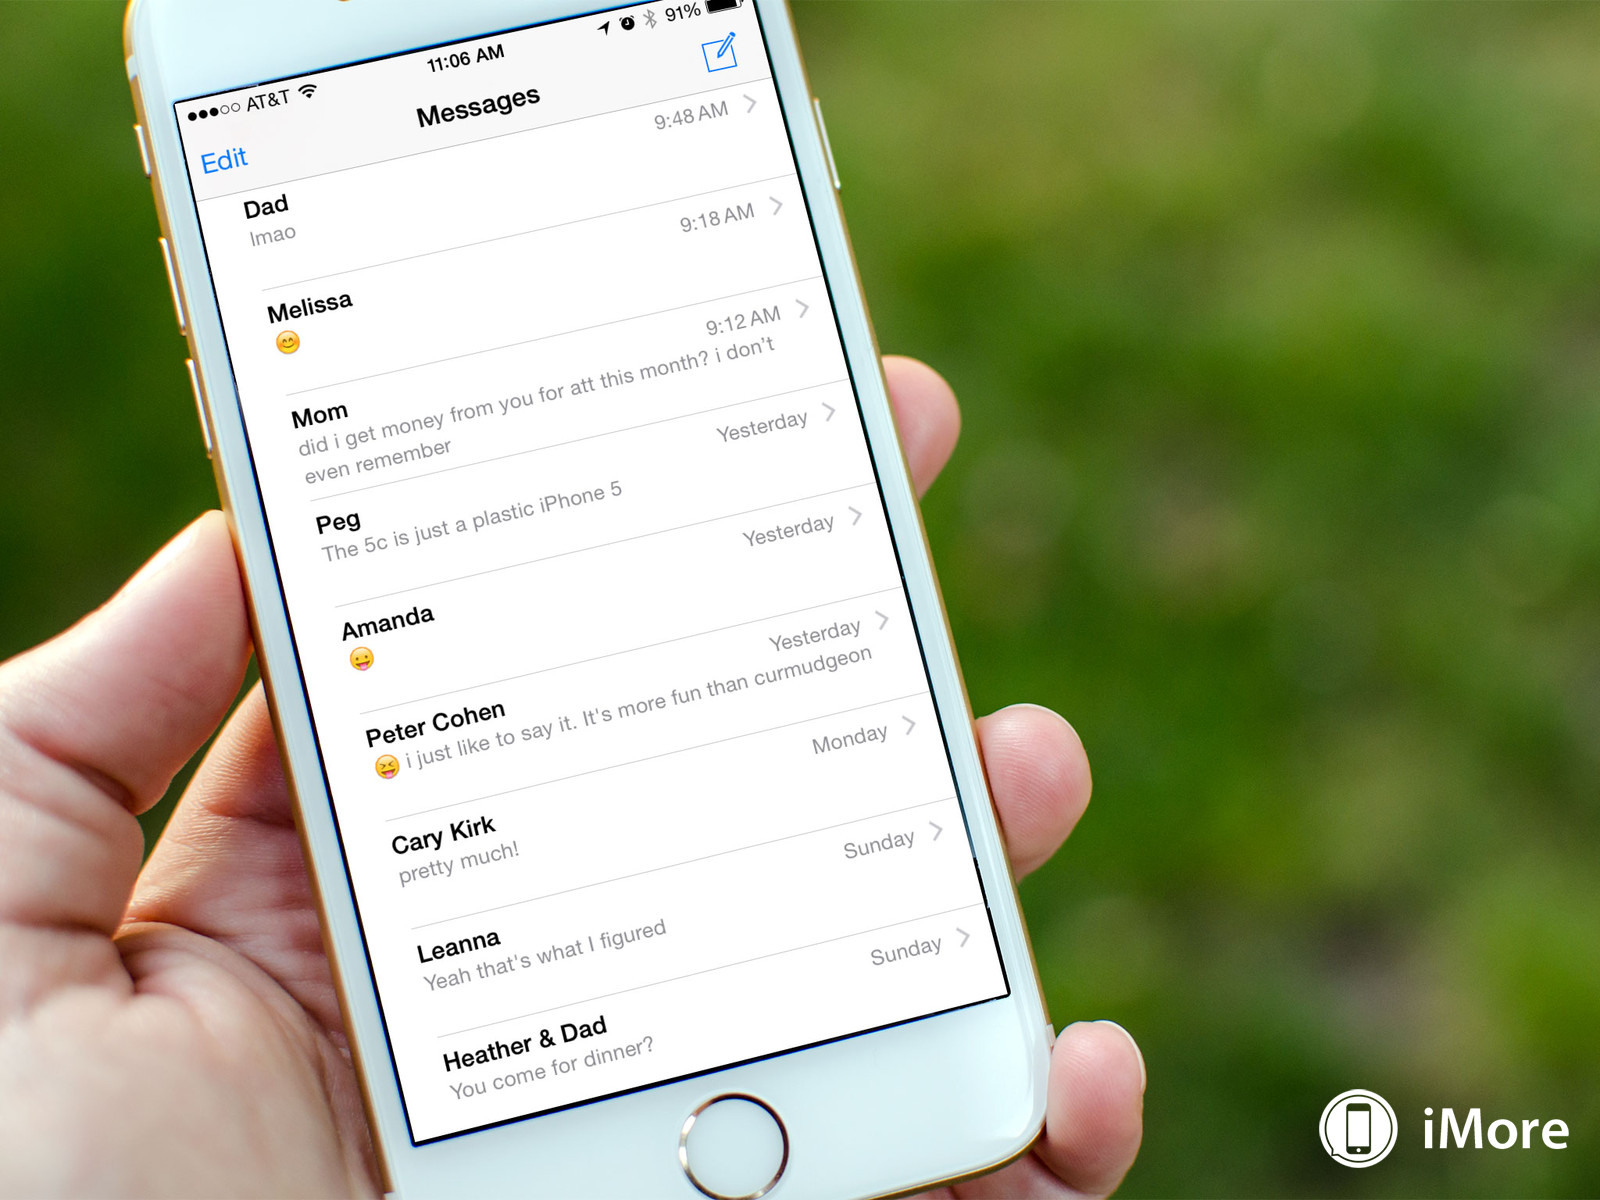 ●●●○○ AT&T 11:06 AM 91%
Edit Messages
Dad 9:48 AM
lmao
Melissa 9:18 AM
😊
Mom 9:12 AM
did i get money from you for att this month? i don't
even remember
Peg Yesterday
The 5c is just a plastic iPhone 5
Amanda Yesterday
😛
Peter Cohen Yesterday
😝 i just like to say it. It's more fun than curmudgeon
Cary Kirk Monday
pretty much!
Leanna Sunday
Yeah that's what I figured
Heather & Dad Sunday
You come for dinner?
iMore